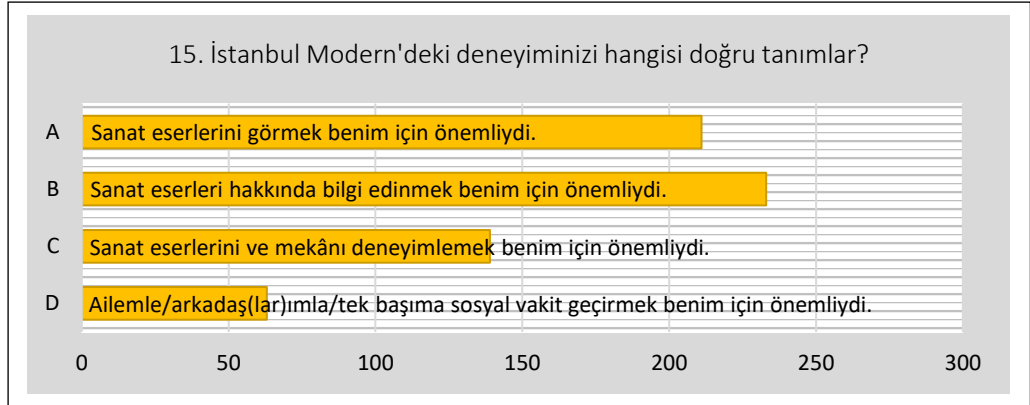 15. İstanbul Modern'deki deneyiminizi hangisi doğru tanımlar?
A Sanat eserlerini görmek benim için önemliydi.
B Sanat eserleri hakkında bilgi edinmek benim için önemliydi.
C Sanat eserlerini ve mekânı deneyimlemek benim için önemliydi.
D Ailemle/arkadaş(lar)ımla/tek başıma sosyal vakit geçirmek benim için önemliydi.
0 50 100 150 200 250 300